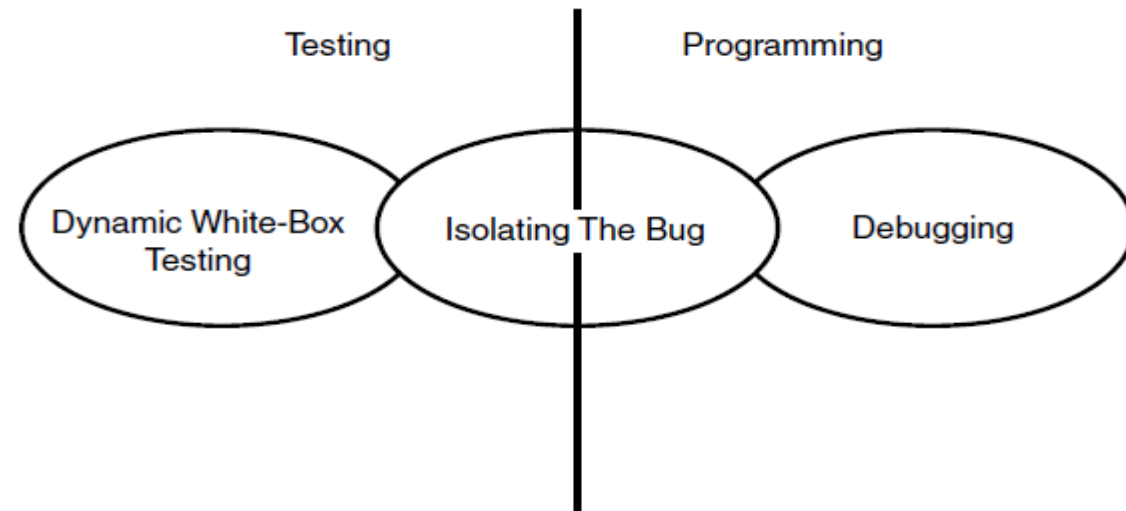 Testing
Programming
Dynamic White-Box
Testing
Isolating The Bug
Debugging